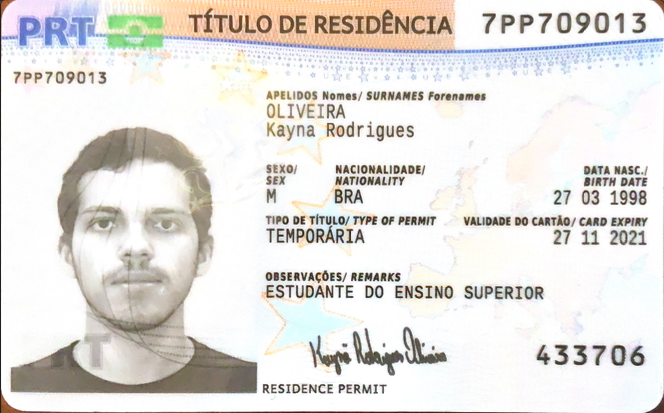 PRT TÍTULO DE RESIDÊNCIA 7PP709013
7PP709013
APELIDOS Nomes/ SURNAMES Forenames
OLIVEIRA
Kayna Rodrigues
SEXO/ NACIONALIDADE/ DATA NASC./
SEX NATIONALITY BIRTH DATE
M BRA 27 03 1998
TIPO DE TÍTULO/ TYPE OF PERMIT VALIDADE DO CARTÃO/ CARD EXPIRY
TEMPORÁRIA 27 11 2021
OBSERVAÇÕES/ REMARKS
ESTUDANTE DO ENSINO SUPERIOR
Kayna Rodrigues Oliveira
433706
PRT
RESIDENCE PERMIT